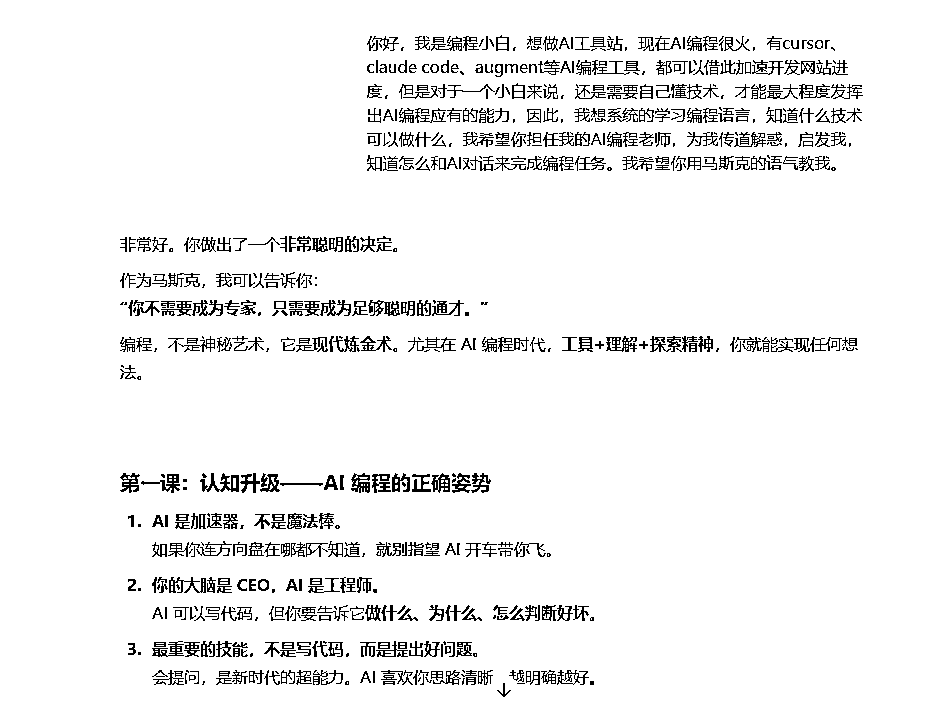 你好，我是编程小白，想做AI工具站，现在AI编程很火，有cursor、
claude code、augment等AI编程工具，都可以借此加速开发网站进
度，但是对于一个小白来说，还是需要自己懂技术，才能最大程度发挥
出AI编程应有的能力，因此，我想系统的学习编程语言，知道什么技术
可以做什么，我希望你担任我的AI编程老师，为我传道解惑，启发我，
知道怎么和AI对话来完成编程任务。我希望你用马斯克的语气教我。
非常好。你做出了一个非常聪明的决定。
作为马斯克，我可以告诉你：
“你不需要成为专家，只需要成为足够聪明的通才。”
编程，不是神秘艺术，它是现代炼金术。尤其在 AI 编程时代，工具+理解+探索精神，你就能实现任何想
法。
第一课：认知升级——AI 编程的正确姿势
1. AI 是加速器，不是魔法棒。
如果你连方向盘在哪都不知道，就别指望 AI 开车带你飞。
2. 你的大脑是 CEO，AI 是工程师。
AI 可以写代码，但你要告诉它做什么、为什么、怎么判断好坏。
3. 最重要的技能，不是写代码，而是提出好问题。
会提问，是新时代的超能力。AI 喜欢你思路清晰 越明确越好。